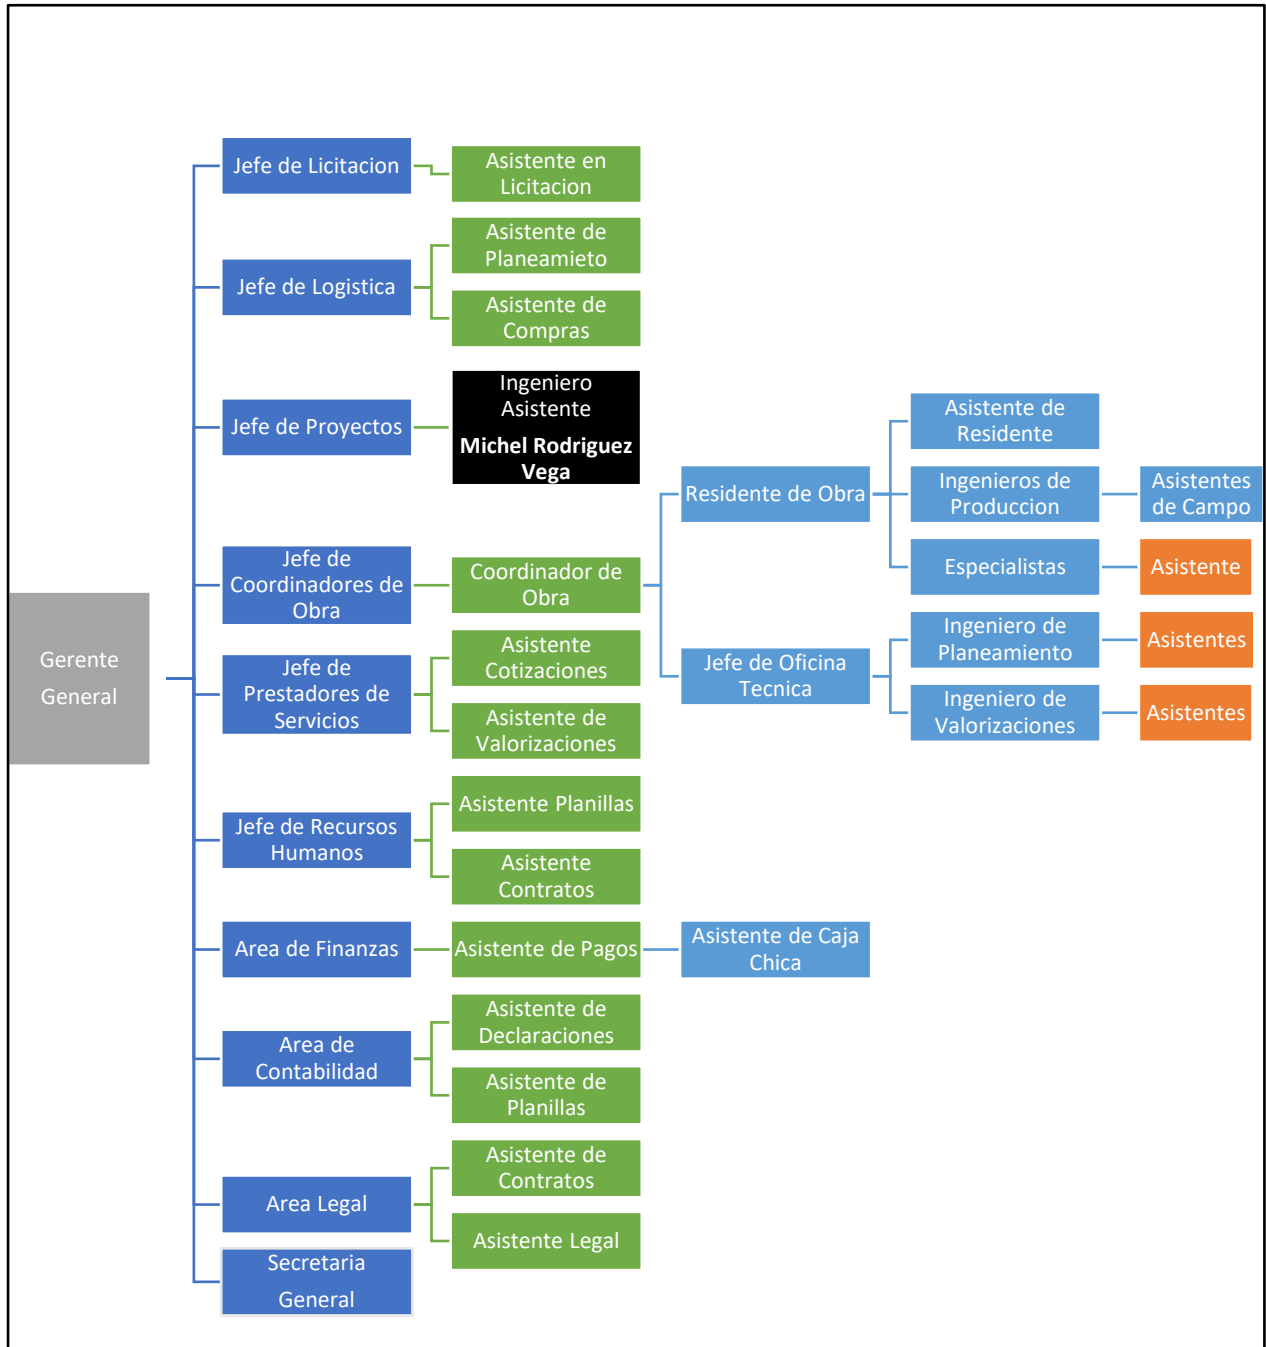 Gerente
General
Jefe de Licitacion
Asistente en
Licitacion
Jefe de Logistica
Asistente de
Planeamieto
Asistente de
Compras
Jefe de Proyectos
Ingeniero
Asistente
Michel Rodriguez
Vega
Jefe de
Coordinadores de
Obra
Coordinador de
Obra
Residente de Obra
Asistente de
Residente
Ingenieros de
Produccion
Asistentes
de Campo
Especialistas
Asistente
Jefe de Oficina
Tecnica
Ingeniero de
Planeamiento
Asistentes
Ingeniero de
Valorizaciones
Asistentes
Jefe de
Prestadores de
Servicios
Asistente
Cotizaciones
Asistente de
Valorizaciones
Jefe de Recursos
Humanos
Asistente Planillas
Asistente
Contratos
Area de Finanzas
Asistente de Pagos
Asistente de Caja
Chica
Area de
Contabilidad
Asistente de
Declaraciones
Asistente de
Planillas
Area Legal
Asistente de
Contratos
Asistente Legal
Secretaria
General